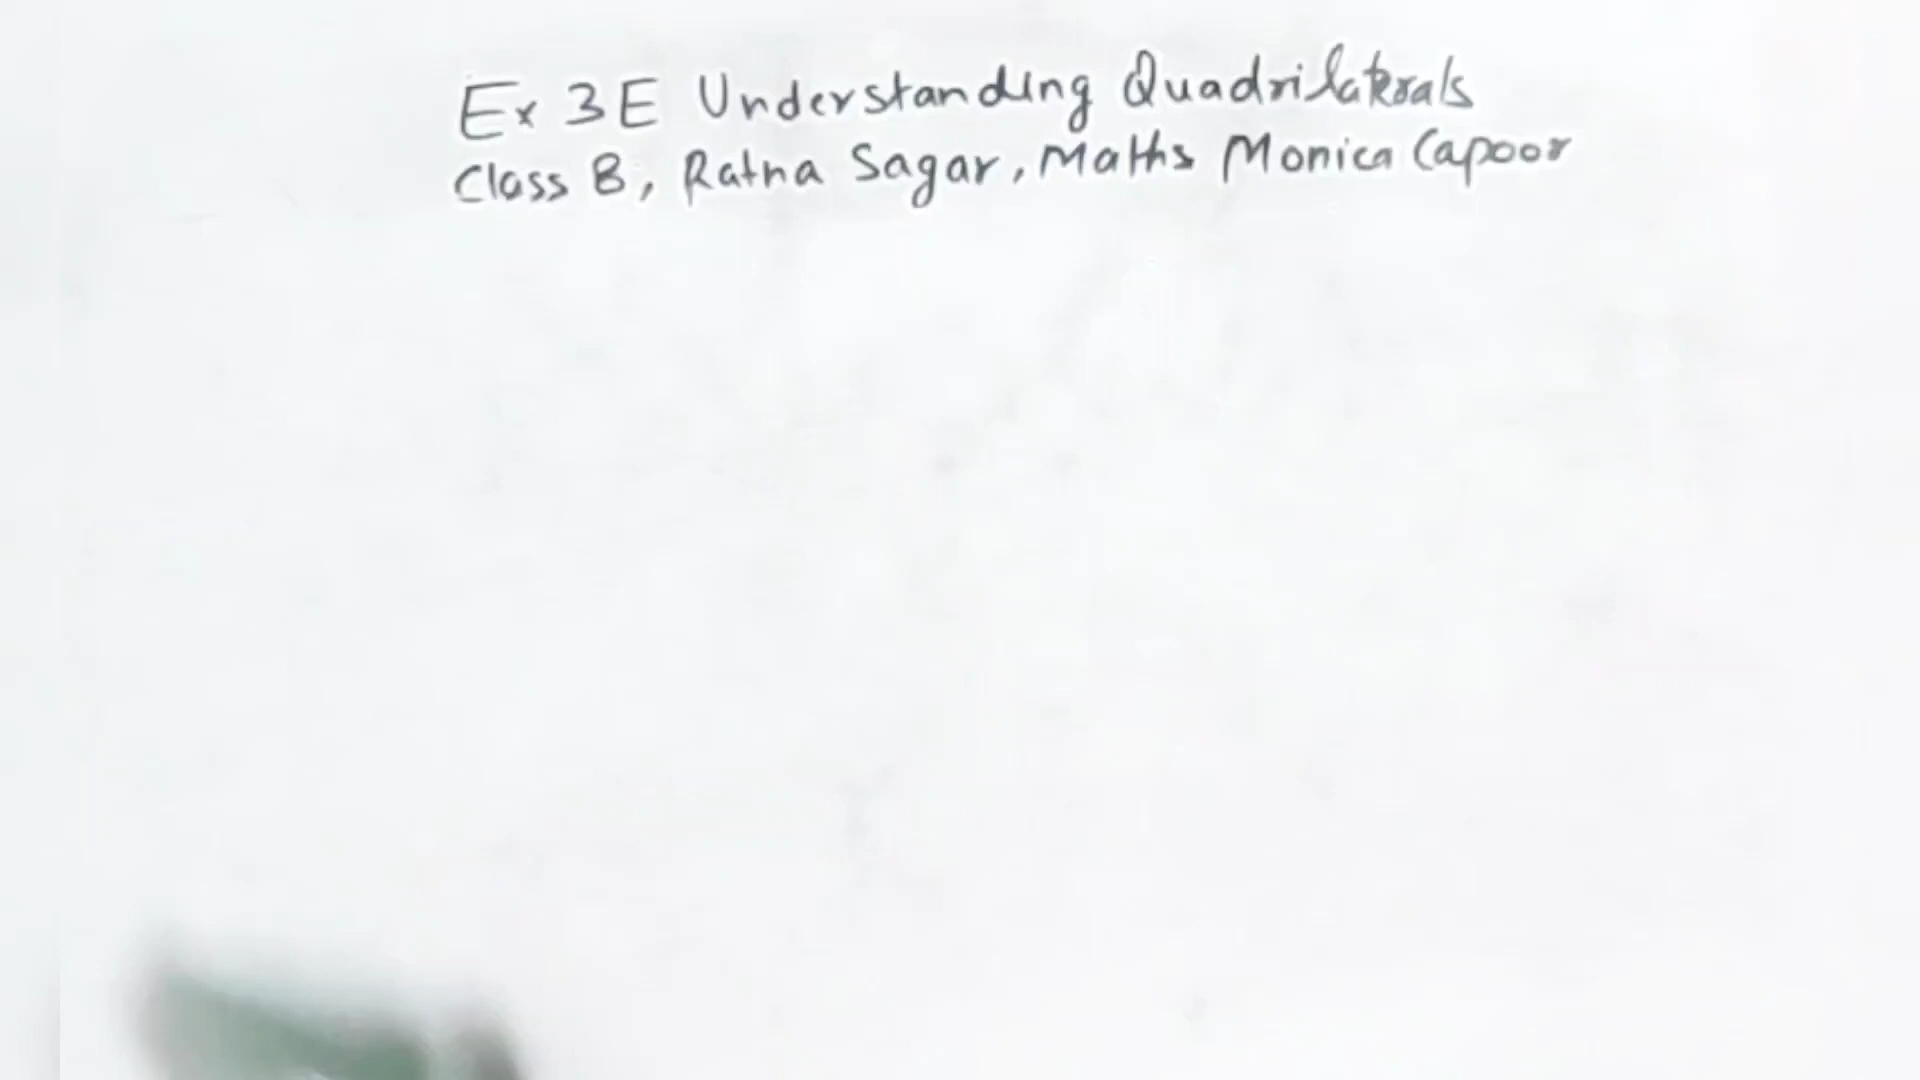 Ex 3E Understanding Quadrilaterals
Class 8, Ratna Sagar, Maths Monica Capoor